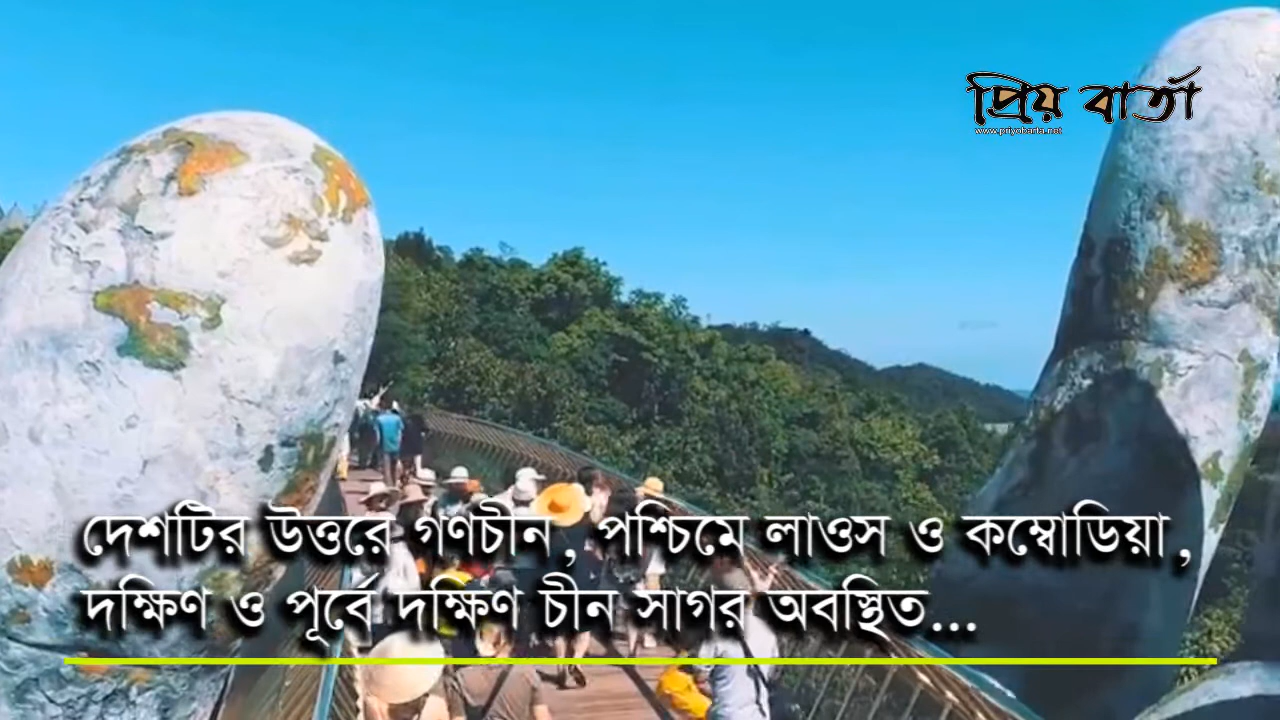 প্রিয় বার্তা
www.priyobarta.net
দেশটির উত্তরে গণচীন, পশ্চিমে লাওস ও কম্বোডিয়া,
দক্ষিণ ও পূর্বে দক্ষিণ চীন সাগর অবস্থিত...